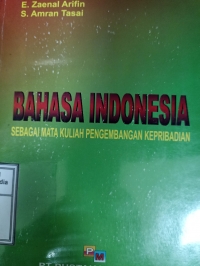 E. Zaenal Arifin
S. Amran Tasai
BAHASA INDONESIA
SEBAGAI MATA KULIAH PENGEMBANGAN KEPRIBADIAN
P
M